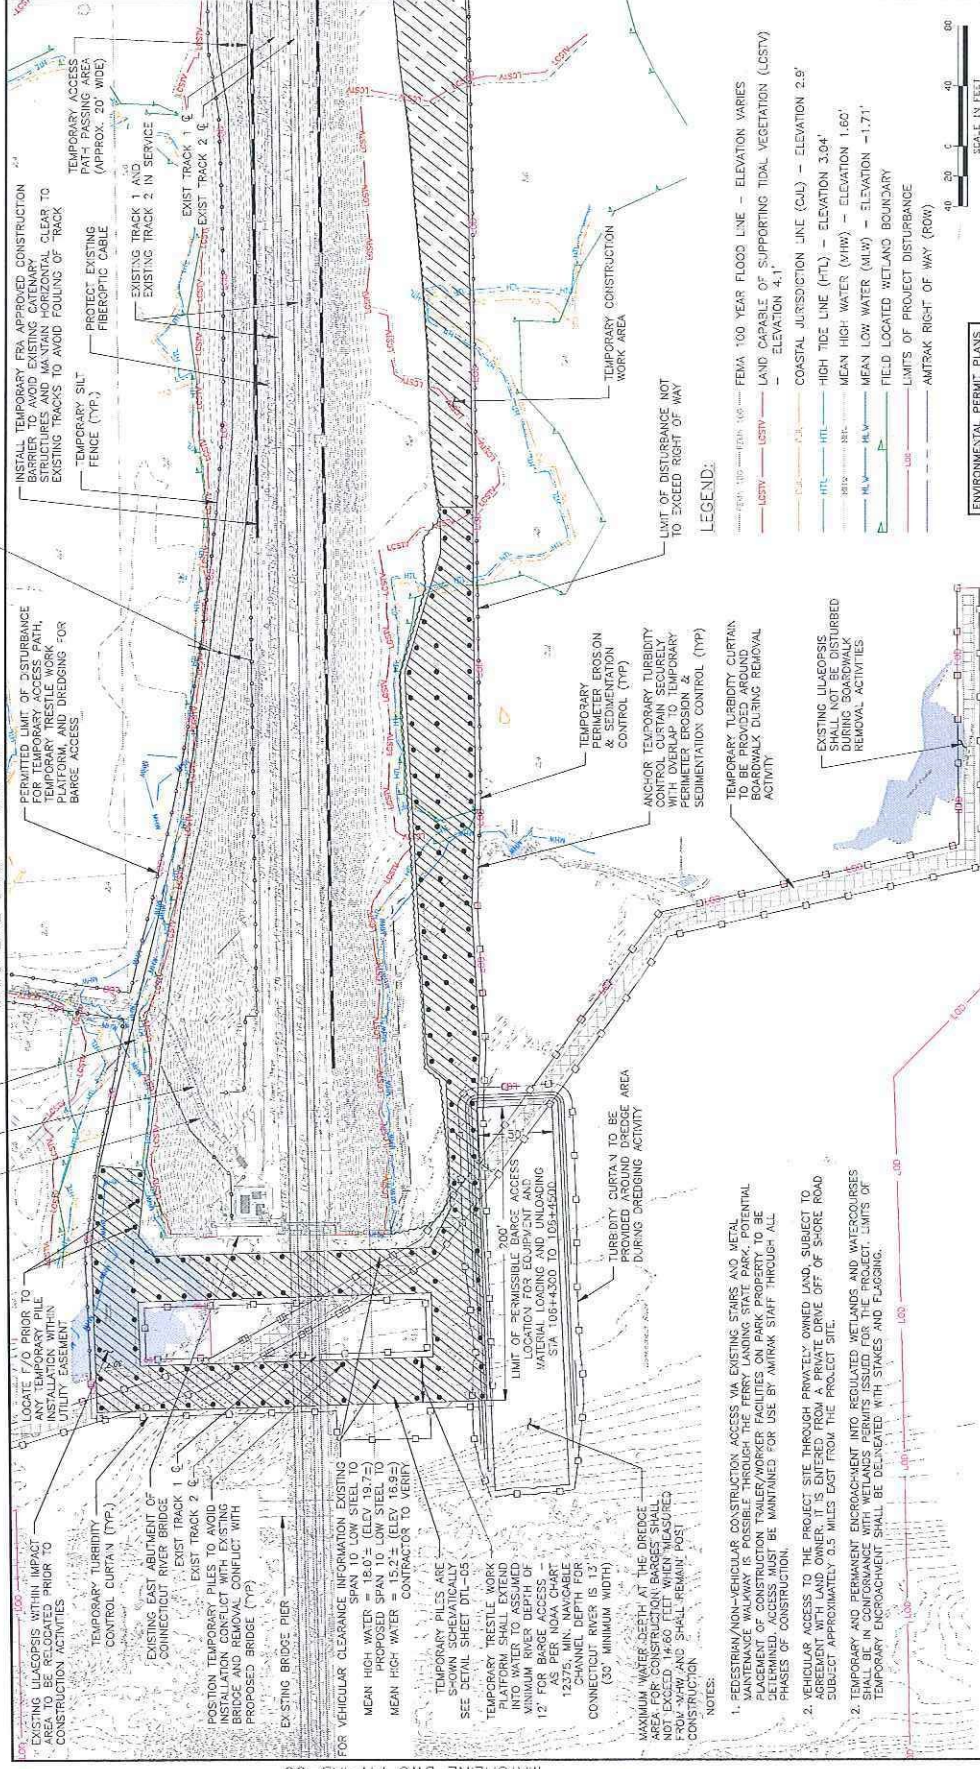 EXISTING LILAEOPSIS WITHIN IMPACT
AREA TO BE RELOCATED PRIOR TO
CONSTRUCTION ACTIVITIES
TEMPORARY TURBIDITY
CONTROL CURTAIN (TYP.)
EXISTING EAST ABUTMENT OF
CONNECTICUT RIVER BRIDGE
EXIST TRACK 1 ℄
EXIST TRACK 2 ℄
POSITION TEMPORARY PILES TO AVOID
INSTALLATION CONFLICT WITH EXISTING
BRIDGE AND REMOVAL CONFLICT WITH
PROPOSED BRIDGE (TYP)
EXISTING BRIDGE PIER
FOR VEHICULAR CLEARANCE INFORMATION EXISTING
SPAN 10 LOW STEEL TO
MEAN HIGH WATER = 18.0'± (ELEV 19.7±)
PROPOSED SPAN 10 LOW STEEL TO
MEAN HIGH WATER = 15.2'± (ELEV 16.9±)
CONTRACTOR TO VERIFY
TEMPORARY PILES ARE
SHOWN SCHEMATICALLY
SEE DETAIL SHEET DTL-05
TEMPORARY TRESTLE WORK
PLATFORM SHALL EXTEND
INTO WATER TO ASSUMED
MINIMUM RIVER DEPTH OF
12' FOR BARGE ACCESS –
AS PER NOAA CHART
12375, MIN. NAVIGABLE
CHANNEL DEPTH FOR
CONNECTICUT RIVER IS 13'
(30' MINIMUM WIDTH)
MAXIMUM WATER DEPTH AT THE DREDGE
AREA FOR CONSTRUCTION BARGES SHALL
NOT EXCEED 14.60' FEET WHEN MEASURED
FROM MHW AND SHALL REMAIN POST
CONSTRUCTION
LOCATE F/O PRIOR TO
ANY TEMPORARY PILE
INSTALLATION WITHIN
UTILITY EASEMENT
LIMIT OF PERMISSIBLE BARGE ACCESS
LOCATION FOR EQUIPMENT AND
MATERIAL LOADING AND UNLOADING
200'
TURBIDITY CURTAIN TO BE
PROVIDED AROUND DREDGE AREA
DURING DREDGING ACTIVITY
PERMITTED LIMIT OF DISTURBANCE
FOR TEMPORARY ACCESS PATH,
TEMPORARY TRESTLE WORK
PLATFORM, AND DREDGING FOR
BARGE ACCESS
INSTALL TEMPORARY FRA APPROVED CONSTRUCTION
BARRIER TO AVOID EXISTING CATENARY
STRUCTURES AND MAINTAIN HORIZONTAL CLEAR TO
EXISTING TRACKS TO AVOID FOULING OF TRACK
TEMPORARY SILT
FENCE (TYP.)
PROTECT EXISTING
FIBEROPTIC CABLE
TEMPORARY ACCESS
PATH PASSING AREA
(APPROX. 20' WIDE)
EXISTING TRACK 1 AND
EXISTING TRACK 2 IN SERVICE
EXIST TRACK 1 ℄
EXIST TRACK 2 ℄
TEMPORARY CONSTRUCTION
WORK AREA
LIMIT OF DISTURBANCE NOT
TO EXCEED RIGHT OF WAY
TEMPORARY
PERIMETER EROSION
& SEDIMENTATION
CONTROL (TYP)
ANCHOR TEMPORARY TURBIDITY
CONTROL CURTAIN SECURELY
WITH OVERLAP TO TEMPORARY
PERIMETER EROSION &
SEDIMENTATION CONTROL (TYP)
TEMPORARY TURBIDITY CURTAIN
TO BE PROVIDED AROUND
BOARDWALK DURING REMOVAL
ACTIVITY
EXISTING LILAEOPSIS
SHALL NOT BE DISTURBED
DURING BOARDWALK
REMOVAL ACTIVITIES
NOTES:
1. PEDESTRIAN/NON-VEHICULAR CONSTRUCTION ACCESS VIA EXISTING STAIRS AND METAL
MAINTENANCE WALKWAY IS POSSIBLE THROUGH THE FERRY LANDING STATE PARK. POTENTIAL
PLACEMENT OF CONSTRUCTION TRAILER/WORKER FACILITIES ON PARK PROPERTY TO BE
DETERMINED. ACCESS MUST BE MAINTAINED FOR USE BY AMTRAK STAFF THROUGH ALL
PHASES OF CONSTRUCTION.
2. VEHICULAR ACCESS TO THE PROJECT SITE THROUGH PRIVATELY OWNED LAND, SUBJECT TO
AGREEMENT WITH LAND OWNER. IT IS ENTERED FROM A PRIVATE DRIVE OFF OF SHORE ROAD
SUBJECT APPROXIMATELY 0.5 MILES EAST FROM THE PROJECT SITE.
2. TEMPORARY AND PERMANENT ENCROACHMENT INTO REGULATED WETLANDS AND WATERCOURSES
SHALL BE IN CONFORMANCE WITH WETLANDS PERMITS ISSUED FOR THE PROJECT. LIMITS OF
TEMPORARY ENCROACHMENT SHALL BE DELINEATED WITH STAKES AND FLAGGING.
LEGEND:
FEMA 100 YEAR FLOOD LINE – ELEVATION VARIES
LCSTV LCSTV LAND CAPABLE OF SUPPORTING TIDAL VEGETATION (LCSTV)
– ELEVATION 4.1'
CJL CJL COASTAL JURISDICTION LINE (CJL) – ELEVATION 2.9'
HTL HTL HIGH TIDE LINE (HTL) – ELEVATION 3.04'
MHW MHW MEAN HIGH WATER (MHW) – ELEVATION 1.60'
MLW MLW MEAN LOW WATER (MLW) – ELEVATION –1.71'
FIELD LOCATED WETLAND BOUNDARY
LOD LIMITS OF PROJECT DISTURBANCE
AMTRAK RIGHT OF WAY (ROW)
40 20 0 40 80
SCALE IN FEET
ENVIRONMENTAL PERMIT PLANS